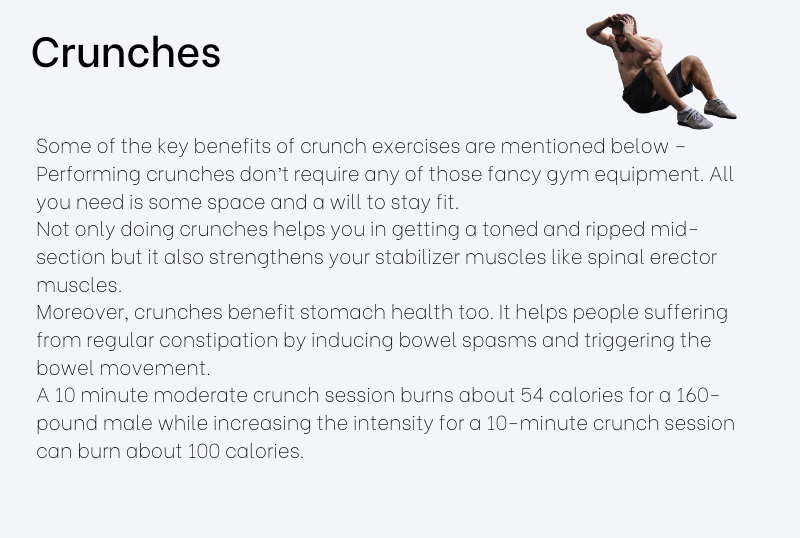 Crunches
Some of the key benefits of crunch exercises are mentioned below –
Performing crunches don't require any of those fancy gym equipment. All
you need is some space and a will to stay fit.
Not only doing crunches helps you in getting a toned and ripped mid-
section but it also strengthens your stabilizer muscles like spinal erector
muscles.
Moreover, crunches benefit stomach health too. It helps people suffering
from regular constipation by inducing bowel spasms and triggering the
bowel movement.
A 10 minute moderate crunch session burns about 54 calories for a 160-
pound male while increasing the intensity for a 10-minute crunch session
can burn about 100 calories.